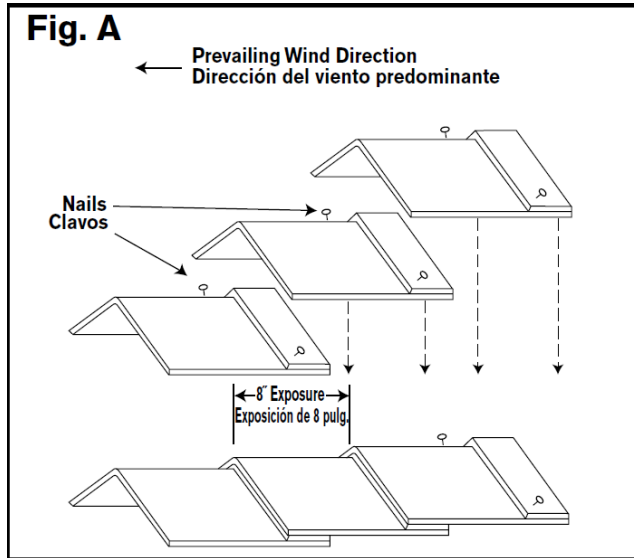 Fig. A
Prevailing Wind Direction
Dirección del viento predominante
Nails
Clavos
8" Exposure
Exposición de 8 pulg.